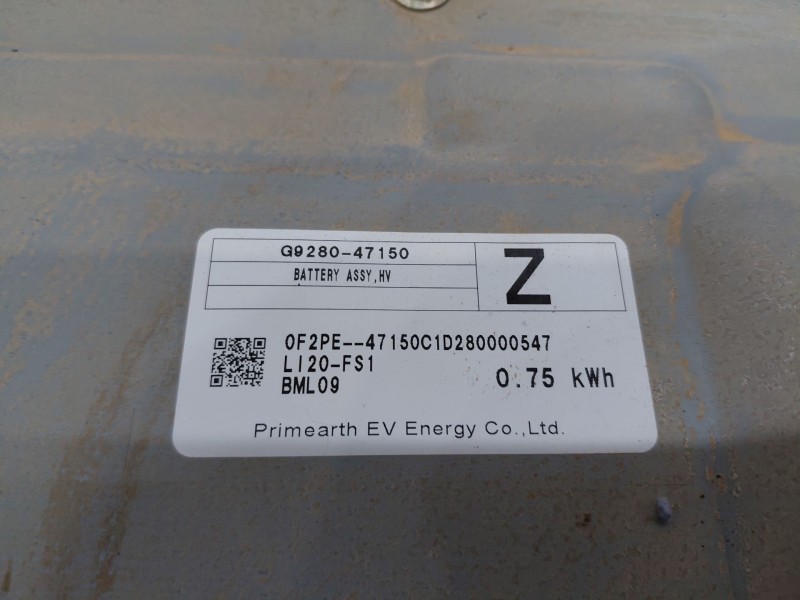 G9280-47150
BATTERY ASSY,HV
Z
0F2PE--47150C1D280000547
LI20-FS1
BML09
0.75 kWh
Primearth EV Energy Co.,Ltd.